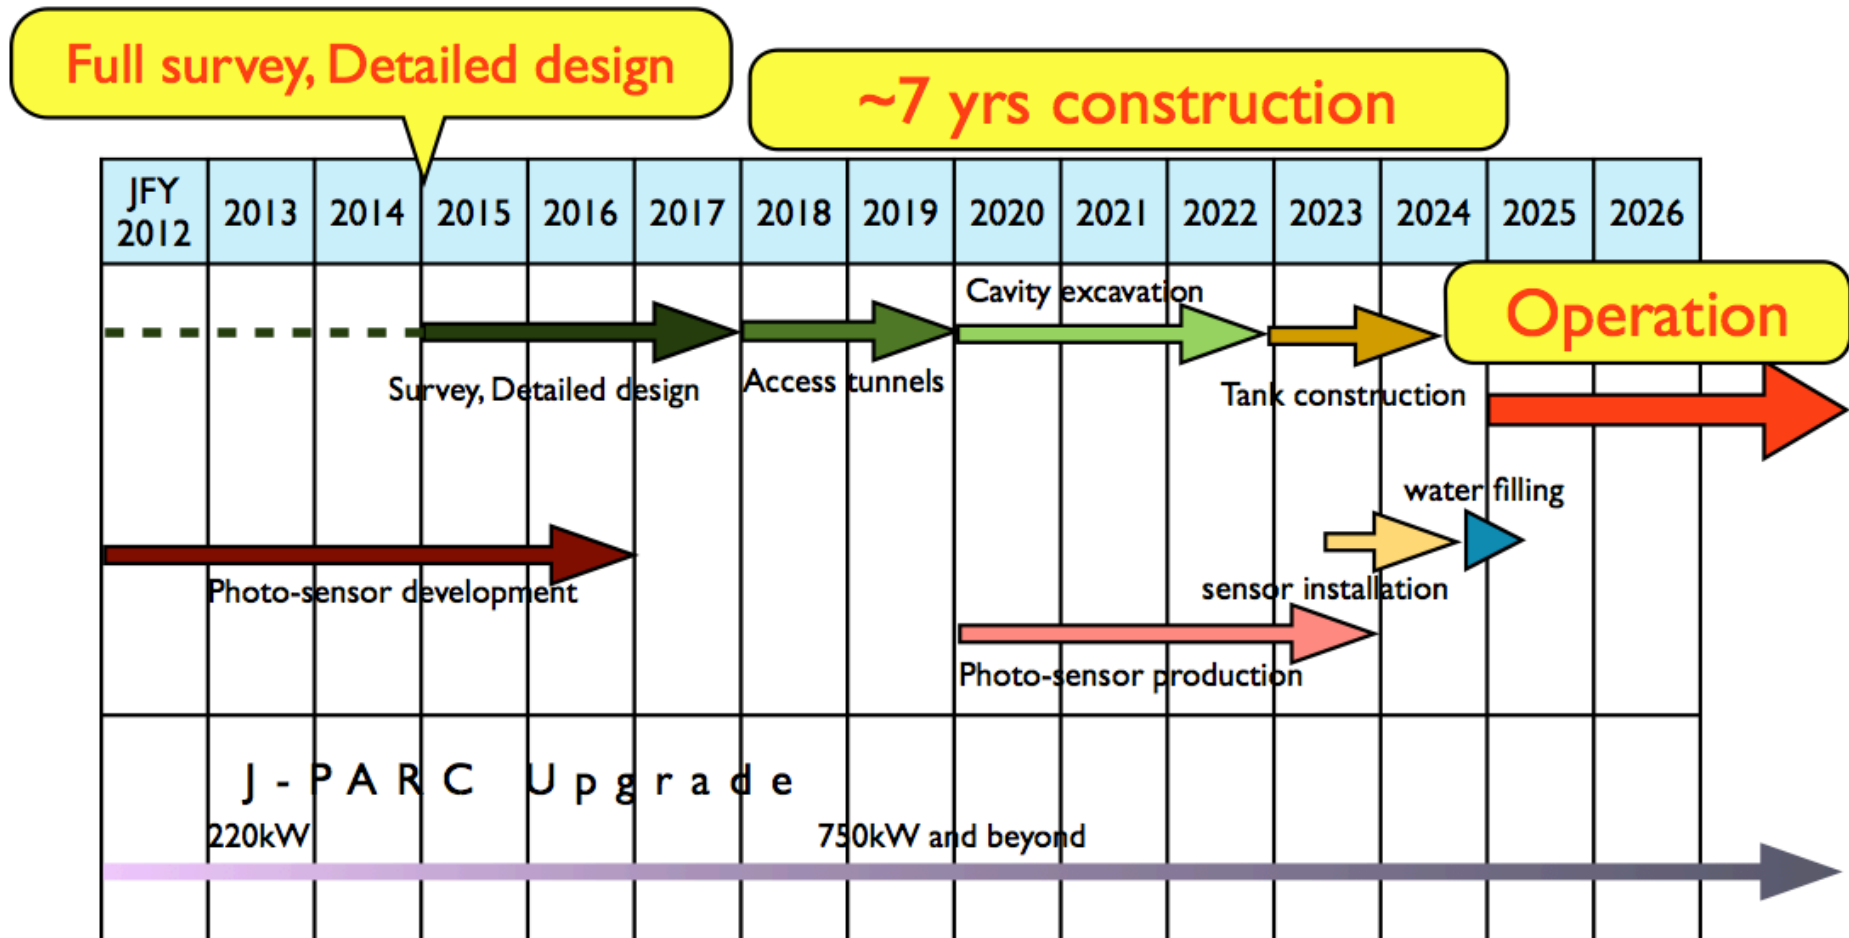 Full survey, Detailed design
~7 yrs construction
JFY
2012
2013
2014
2015
2016
2017
2018
2019
2020
2021
2022
2023
2024
2025
2026
Cavity excavation
Operation
Survey, Detailed design
Access tunnels
Tank construction
water filling
Photo-sensor development
sensor installation
Photo-sensor production
J-PARC Upgrade
220kW
750kW and beyond